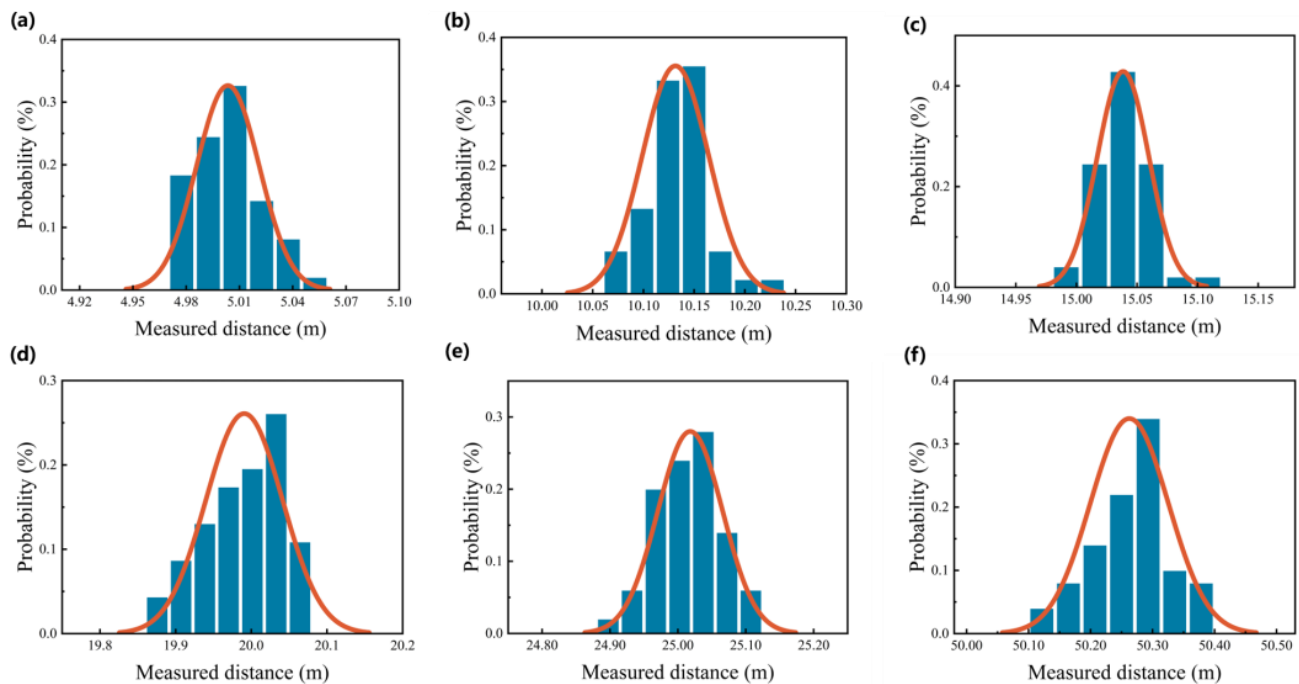 (a)
0.4
0.3
0.2
0.1
0.0
Probability (%)
4.92 4.95 4.98 5.01 5.04 5.07 5.10
Measured distance (m)
(b)
0.4
0.3
0.2
0.1
0.0
Probability (%)
10.00 10.05 10.10 10.15 10.20 10.25 10.30
Measured distance (m)
(c)
0.4
0.2
0.0
Probability (%)
14.90 14.95 15.00 15.05 15.10 15.15
Measured distance (m)
(d)
0.3
0.2
0.1
0.0
Probability (%)
19.8 19.9 20.0 20.1 20.2
Measured distance (m)
(e)
0.3
0.2
0.1
0.0
Probability (%)
24.80 24.90 25.00 25.10 25.20
Measured distance (m)
(f)
0.4
0.3
0.2
0.1
0.0
Probability (%)
50.00 50.10 50.20 50.30 50.40 50.50
Measured distance (m)